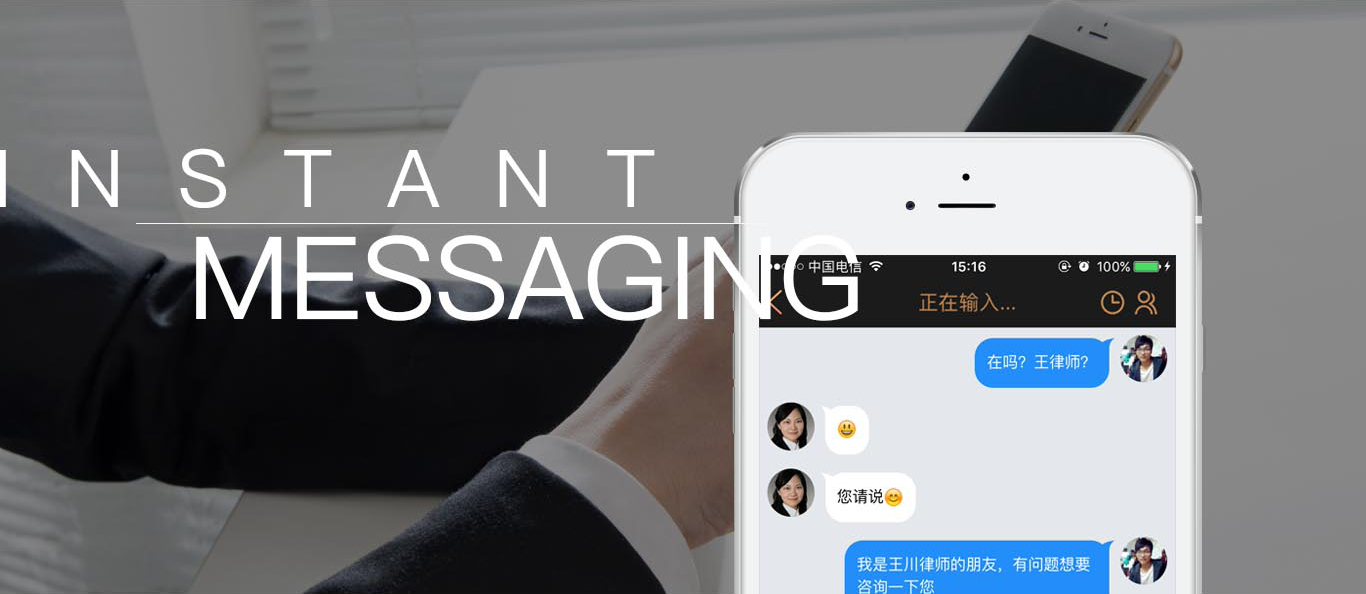 INSTANT
MESSAGING
中国电信 15:16 100%
正在输入...
在吗？王律师？
😃
您请说😊
我是王川律师的朋友，有问题想要
咨询一下您